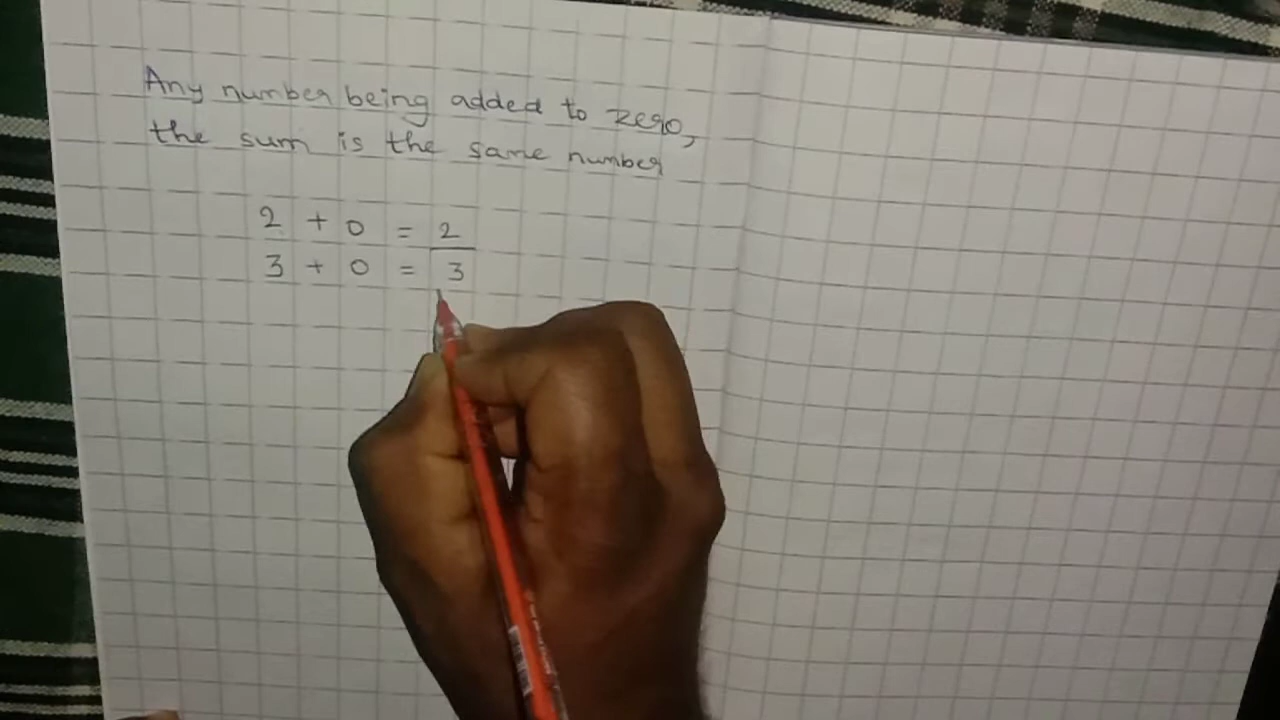 Any number being added to zero,
the sum is the same number
2 + 0 = 2
3 + 0 = 3